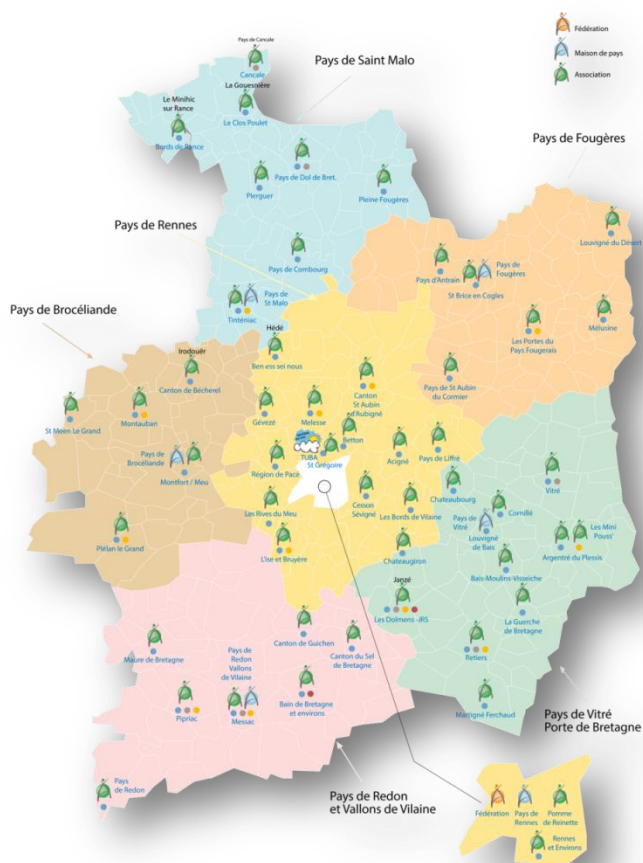 Fédération
Maison de pays
Association
Pays de Cancale
Cancale
La Gouesnière
Le Clos Poulet
Pays de Saint Malo
Le Minihic
sur Rance
Bords de Rance
Pays de Dol de Bret.
Plerguer
Pleine Fougères
Pays de Fougères
Pays de Rennes
Louvigné du Désert
Pays de Combourg
Pays d'Antrain
Pays de
Fougères
St Brice en Cogles
Pays de
St Malo
Tinténiac
Mélusine
Pays de Brocéliande
Hédé
Ben ess sei nous
Les Portes du
Pays Fougerais
Irodouër
Canton de Bécherel
Canton
St Aubin
d'Aubigné
Pays de St Aubin
du Cormier
St Meen Le Grand
Montauban
Gévezé
Melesse
Betton
TUBA
St Grégoire
Acigné
Pays de Liffré
Pays de
Brocéliande
Montfort / Meu
Région de Pacé
Chateaubourg
Vitré
Cesson
Sévigné
Les Bords de Vilaine
Cornillé
Les Rives du Meu
Pays de
Vitré
Louvigné
de Bais
Les Mini
Pouss'
Argentré du Plessis
Plélan le Grand
L'Ise et Bruyère
Chateaugiron
Bais-Moulins-Visseiche
Janzé
Les Dolmens -JRS
La Guerche
de Bretagne
Canton de Guichen
Maure de Bretagne
Pays de
Redon
Vallons
de Vilaine
Canton du Sel
de Bretagne
Retiers
Pipriac
Messac
Bain de Bretagne
et environs
Martigné Ferchaud
Pays de Vitré
Porte de Bretagne
Pays
de Redon
Pays de Redon
et Vallons de Vilaine
Fédération
Pays de
Rennes
Pomme
de Reinette
Rennes
et Environs